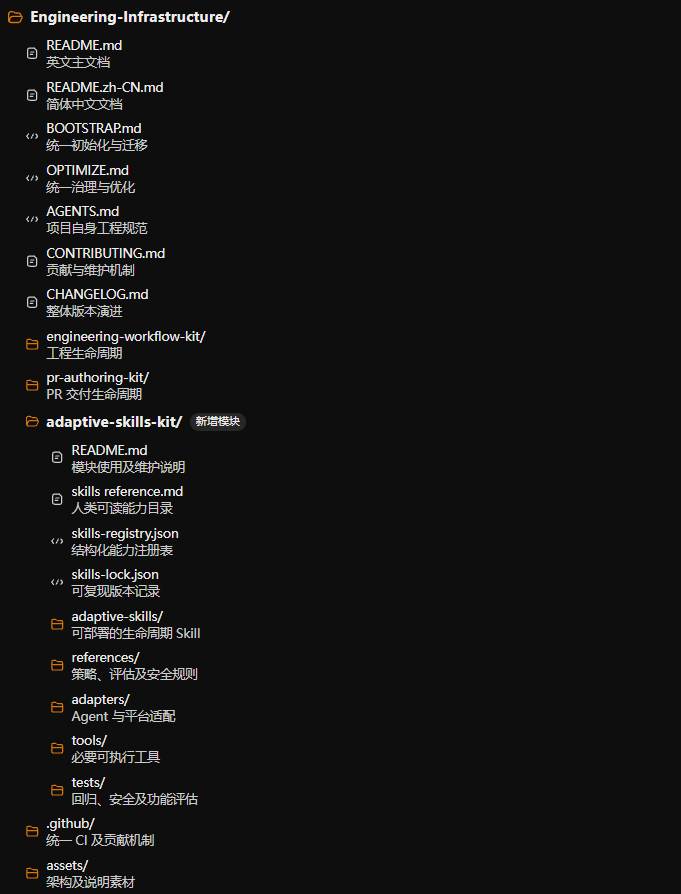 Engineering-Infrastructure/
README.md
英文主文档
README.zh-CN.md
简体中文文档
BOOTSTRAP.md
统一初始化与迁移
OPTIMIZE.md
统一治理与优化
AGENTS.md
项目自身工程规范
CONTRIBUTING.md
贡献与维护机制
CHANGELOG.md
整体版本演进
engineering-workflow-kit/
工程生命周期
pr-authoring-kit/
PR 交付生命周期
adaptive-skills-kit/ 新增模块
README.md
模块使用及维护说明
skills reference.md
人类可读能力目录
skills-registry.json
结构化能力注册表
skills-lock.json
可复现版本记录
adaptive-skills/
可部署的生命周期 Skill
references/
策略、评估及安全规则
adapters/
Agent 与平台适配
tools/
必要可执行工具
tests/
回归、安全及功能评估
.github/
统一 CI 及贡献机制
assets/
架构及说明素材